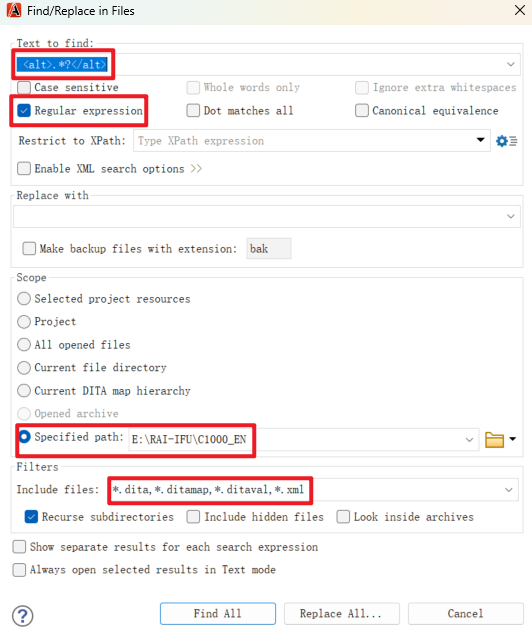 Find/Replace in Files
Text to find:
<alt>.*?</alt>
Case sensitive Whole words only Ignore extra whitespaces
Regular expression Dot matches all Canonical equivalence
Restrict to XPath: Type XPath expression
Enable XML search options >>
Replace with
Make backup files with extension: bak
Scope
Selected project resources
Project
All opened files
Current file directory
Current DITA map hierarchy
Opened archive
Specified path: E:\RAI-IFU\C1000_EN
Filters
Include files: *.dita,*.ditamap,*.ditaval,*.xml
Recurse subdirectories Include hidden files Look inside archives
Show separate results for each search expression
Always open selected results in Text mode
? Find All Replace All... Cancel